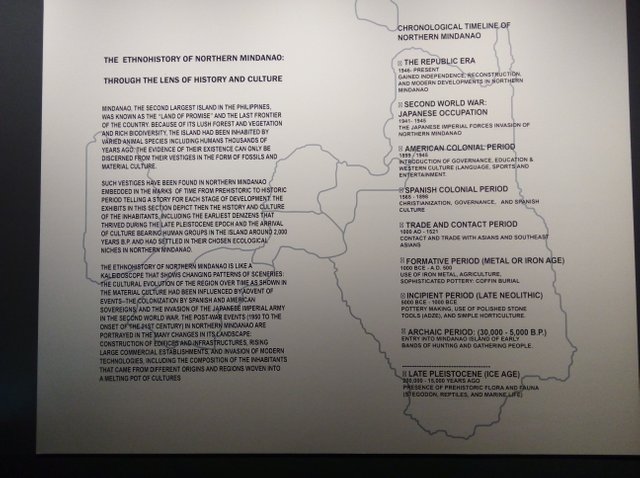 THE ETHNOHISTORY OF NORTHERN MINDANAO:
THROUGH THE LENS OF HISTORY AND CULTURE
MINDANAO, THE SECOND LARGEST ISLAND IN THE PHILIPPINES,
WAS KNOWN AS THE "LAND OF PROMISE" AND THE LAST FRONTIER
OF THE COUNTRY. BECAUSE OF ITS LUSH FOREST AND VEGETATION
AND RICH BIODIVERSITY, THE ISLAND HAD BEEN INHABITED BY
VARIED ANIMAL SPECIES INCLUDING HUMANS THOUSANDS OF
YEARS AGO. THE EVIDENCE OF THEIR EXISTENCE CAN ONLY BE
DISCERNED FROM THEIR VESTIGES IN THE FORM OF FOSSILS AND
MATERIAL CULTURE.
SUCH VESTIGES HAVE BEEN FOUND IN NORTHERN MINDANAO
EMBEDDED IN THE MARKS OF TIME FROM PREHISTORIC TO HISTORIC
PERIOD TELLING A STORY FOR EACH STAGE OF DEVELOPMENT. THE
EXHIBITS IN THIS SECTION DEPICT THEN THE HISTORY AND CULTURE
OF THE INHABITANTS, INCLUDING THE EARLIEST DENIZENS THAT
THRIVED DURING THE LATE PLEISTOCENE EPOCH AND THE ARRIVAL
OF CULTURE BEARING HUMAN GROUPS IN THE ISLAND AROUND 2,000
YEARS B.P. AND HAD SETTLED IN THEIR CHOSEN ECOLOGICAL
NICHES IN NORTHERN MINDANAO.
THE ETHNOHISTORY OF NORTHERN MINDANAO IS LIKE A
KALEIDOSCOPE THAT SHOWS CHANGING PATTERNS OF SCENERIES.
THE CULTURAL EVOLUTION OF THE REGION OVER TIME AS SHOWN IN
THE MATERIAL CULTURE HAD BEEN INFLUENCED BY ADVENT OF
EVENTS--THE COLONIZATION BY SPANISH AND AMERICAN
SOVEREIGNS, AND THE INVASION OF THE JAPANESE IMPERIAL ARMY
IN THE SECOND WORLD WAR. THE POST-WAR EVENTS (1950 TO THE
ONSET OF THE 21ST CENTURY) IN NORTHERN MINDANAO ARE
PORTRAYED IN THE MANY CHANGES IN ITS LANDSCAPE:
CONSTRUCTION OF EDIFICES AND INFRASTRUCTURES, RISING
LARGE COMMERCIAL ESTABLISHMENTS, AND INVASION OF MODERN
TECHNOLOGIES, INCLUDING THE COMPOSITION OF THE INHABITANTS
THAT CAME FROM DIFFERENT ORIGINS AND REGIONS WOVEN INTO
A MELTING POT OF CULTURES
CHRONOLOGICAL TIMELINE OF
NORTHERN MINDANAO
THE REPUBLIC ERA
1946- PRESENT
GAINED INDEPENDENCE, RECONSTRUCTION,
AND MODERN DEVELOPMENTS IN NORTHERN
MINDANAO
SECOND WORLD WAR:
JAPANESE OCCUPATION
1941- 1945
THE JAPANESE IMPERIAL FORCES INVASION OF
NORTHERN MINDANAO
AMERICAN COLONIAL PERIOD
1899 / 1946
INTRODUCTION OF GOVERNANCE, EDUCATION &
WESTERN CULTURE (LANGUAGE, SPORTS AND
ENTERTAINMENT.
SPANISH COLONIAL PERIOD
1565 - 1898
CHRISTIANIZATION, GOVERNANCE, AND SPANISH
CULTURE
TRADE AND CONTACT PERIOD
1000 AD - 1521
CONTACT AND TRADE WITH ASIANS AND SOUTHEAST
ASIANS
FORMATIVE PERIOD (METAL OR IRON AGE)
1000 BCE - A.D. 500
USE OF IRON METAL, AGRICULTURE,
SOPHISTICATED POTTERY: COFFIN BURIAL
INCIPIENT PERIOD (LATE NEOLITHIC)
5000 BCE - 1000 BCE
POTTERY MAKING, USE OF POLISHED STONE
TOOLS (ADZE), AND SIMPLE HORTICULTURE.
ARCHAIC PERIOD: (30,000 - 5,000 B.P.)
ENTRY INTO MINDANAO ISLAND OF EARLY
BANDS OF HUNTING AND GATHERING PEOPLE.
LATE PLEISTOCENE (ICE AGE)
- 15,000 YEARS AGO
PRESENCE OF PREHISTORIC FLORA AND FAUNA
(STEGODON, REPTILES, AND MARINE LIFE)